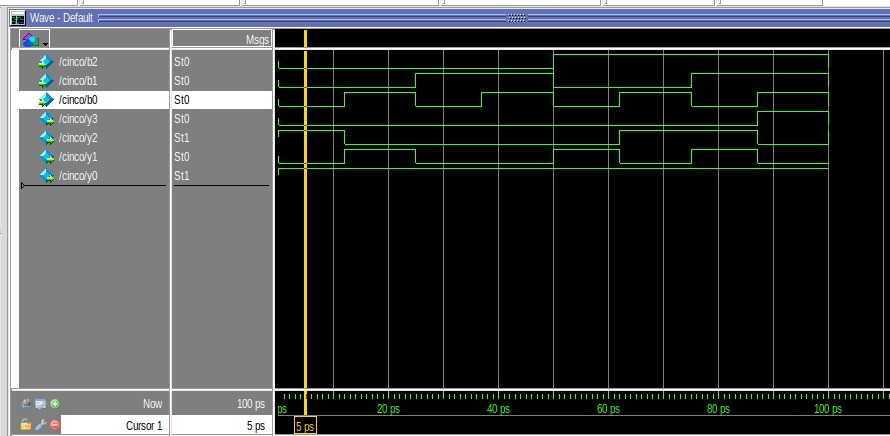 Wave - Default
Msgs
/cinco/b2 St0
/cinco/b1 St0
/cinco/b0 St0
/cinco/y3 St0
/cinco/y2 St1
/cinco/y1 St0
/cinco/y0 St1
Now 100 ps ps 20 ps 40 ps 60 ps 80 ps 100 ps
Cursor 1 5 ps 5 ps